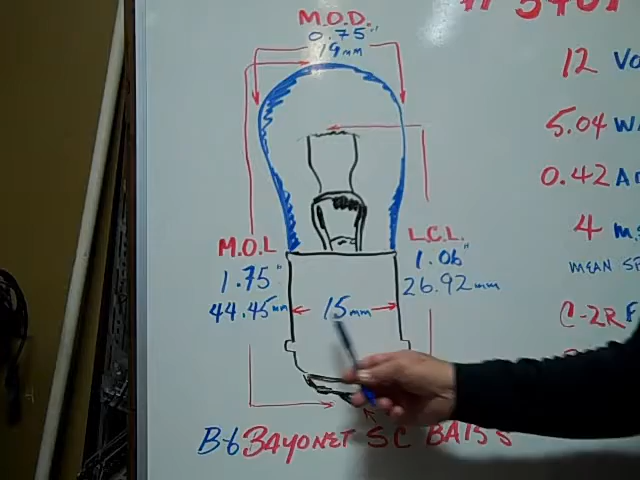 M.O.D.
0.75"
19mm
12 Vo
5.04 W
0.42 A
4 M.S
MEAN SP
C-2R F
M.O.L
1.75"
44.45mm
L.C.L.
1.06"
26.92mm
15mm
B-6 BAYONET SC BA15S